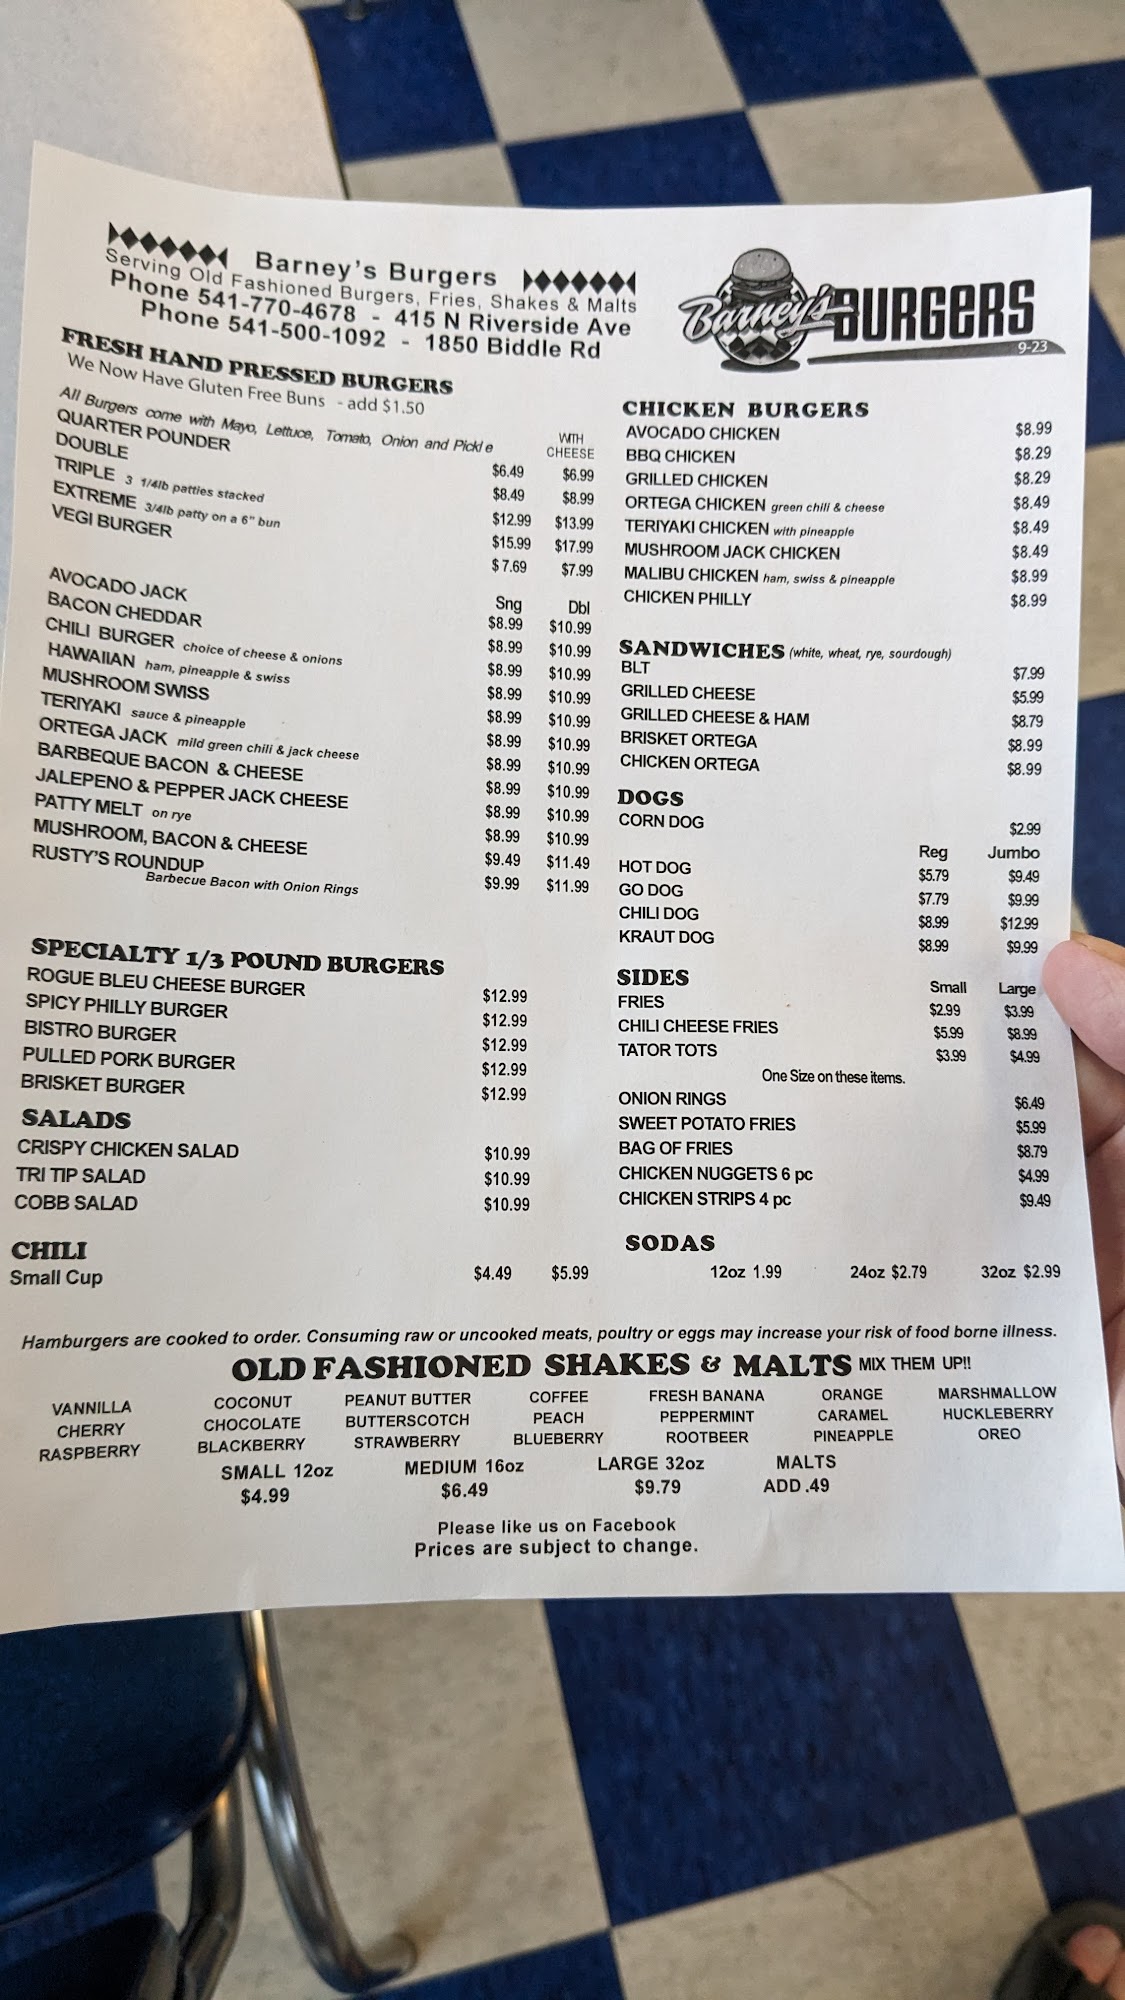 Barney's Burgers
Serving Old Fashioned Burgers, Fries, Shakes & Malts
Phone 541-770-4678 - 415 N Riverside Ave
Phone 541-500-1092 - 1850 Biddle Rd
Barney's BURGERS
9-23
FRESH HAND PRESSED BURGERS
We Now Have Gluten Free Buns - add $1.50
All Burgers come with Mayo, Lettuce, Tomato, Onion and Pickle
WITH CHEESE
QUARTER POUNDER $6.49 $6.99
DOUBLE $8.49 $8.99
TRIPLE 3 1/4lb patties stacked $12.99 $13.99
EXTREME 3/4lb patty on a 6" bun $15.99 $17.99
VEGI BURGER $7.69 $7.99
Sng Dbl
AVOCADO JACK $8.99 $10.99
BACON CHEDDAR $8.99 $10.99
CHILI BURGER choice of cheese & onions $8.99 $10.99
HAWAIIAN ham, pineapple & swiss $8.99 $10.99
MUSHROOM SWISS $8.99 $10.99
TERIYAKI sauce & pineapple $8.99 $10.99
ORTEGA JACK mild green chili & jack cheese $8.99 $10.99
BARBEQUE BACON & CHEESE $8.99 $10.99
JALEPENO & PEPPER JACK CHEESE $8.99 $10.99
PATTY MELT on rye $8.99 $10.99
MUSHROOM, BACON & CHEESE $9.49 $11.49
RUSTY'S ROUNDUP $9.99 $11.99
Barbecue Bacon with Onion Rings
SPECIALTY 1/3 POUND BURGERS
ROGUE BLEU CHEESE BURGER $12.99
SPICY PHILLY BURGER $12.99
BISTRO BURGER $12.99
PULLED PORK BURGER $12.99
BRISKET BURGER $12.99
SALADS
CRISPY CHICKEN SALAD $10.99
TRI TIP SALAD $10.99
COBB SALAD $10.99
CHILI
Small Cup $4.49 $5.99
CHICKEN BURGERS
AVOCADO CHICKEN $8.99
BBQ CHICKEN $8.29
GRILLED CHICKEN $8.29
ORTEGA CHICKEN green chili & cheese $8.49
TERIYAKI CHICKEN with pineapple $8.49
MUSHROOM JACK CHICKEN $8.49
MALIBU CHICKEN ham, swiss & pineapple $8.99
CHICKEN PHILLY $8.99
SANDWICHES (white, wheat, rye, sourdough)
BLT $7.99
GRILLED CHEESE $5.99
GRILLED CHEESE & HAM $8.79
BRISKET ORTEGA $8.99
CHICKEN ORTEGA $8.99
DOGS
CORN DOG $2.99
Reg Jumbo
HOT DOG $5.79 $9.49
GO DOG $7.79 $9.99
CHILI DOG $8.99 $12.99
KRAUT DOG $8.99 $9.99
SIDES Small Large
FRIES $2.99 $3.99
CHILI CHEESE FRIES $5.99 $8.99
TATOR TOTS $3.99 $4.99
One Size on these items.
ONION RINGS $6.49
SWEET POTATO FRIES $5.99
BAG OF FRIES $8.79
CHICKEN NUGGETS 6 pc $4.99
CHICKEN STRIPS 4 pc $9.49
SODAS
12oz 1.99 24oz $2.79 32oz $2.99
Hamburgers are cooked to order. Consuming raw or uncooked meats, poultry or eggs may increase your risk of food borne illness.
OLD FASHIONED SHAKES & MALTS MIX THEM UP!!
VANNILLA COCONUT PEANUT BUTTER COFFEE FRESH BANANA ORANGE MARSHMALLOW
CHERRY CHOCOLATE BUTTERSCOTCH PEACH PEPPERMINT CARAMEL HUCKLEBERRY
RASPBERRY BLACKBERRY STRAWBERRY BLUEBERRY ROOTBEER PINEAPPLE OREO
SMALL 12oz MEDIUM 16oz LARGE 32oz MALTS
$4.99 $6.49 $9.79 ADD .49
Please like us on Facebook
Prices are subject to change.